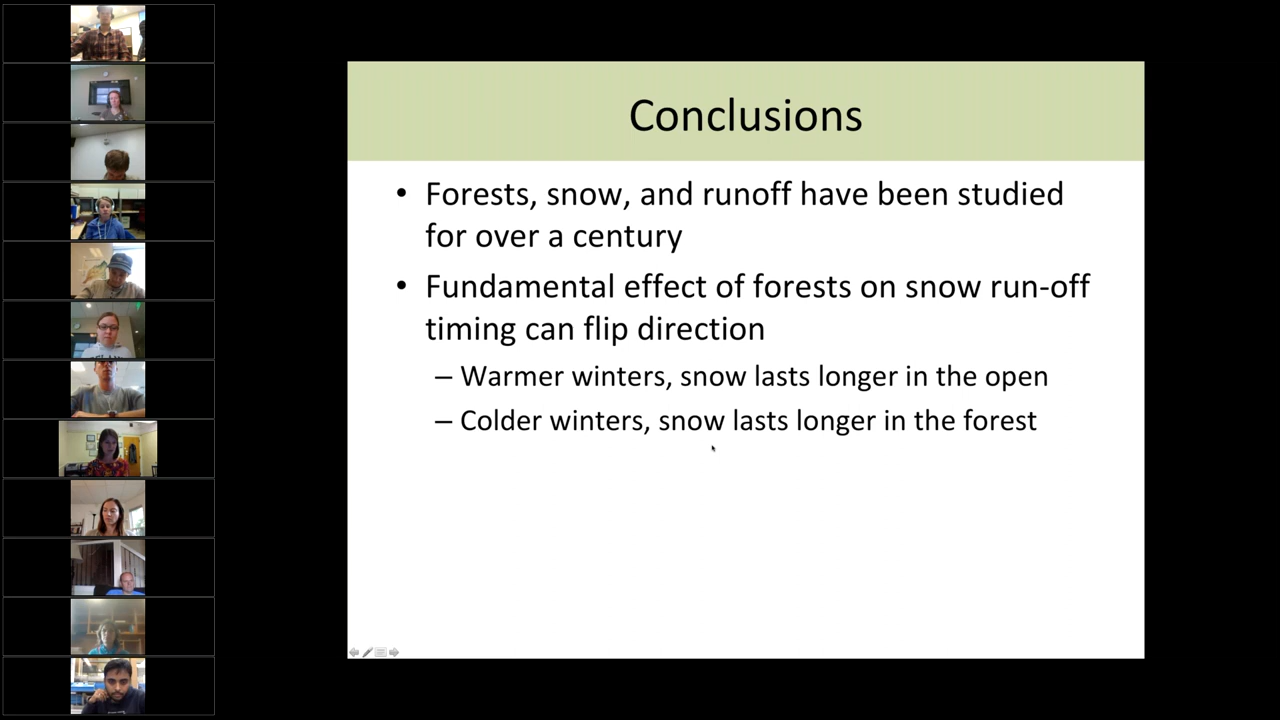 Conclusions
• Forests, snow, and runoff have been studied
for over a century
• Fundamental effect of forests on snow run-off
timing can flip direction
– Warmer winters, snow lasts longer in the open
– Colder winters, snow lasts longer in the forest